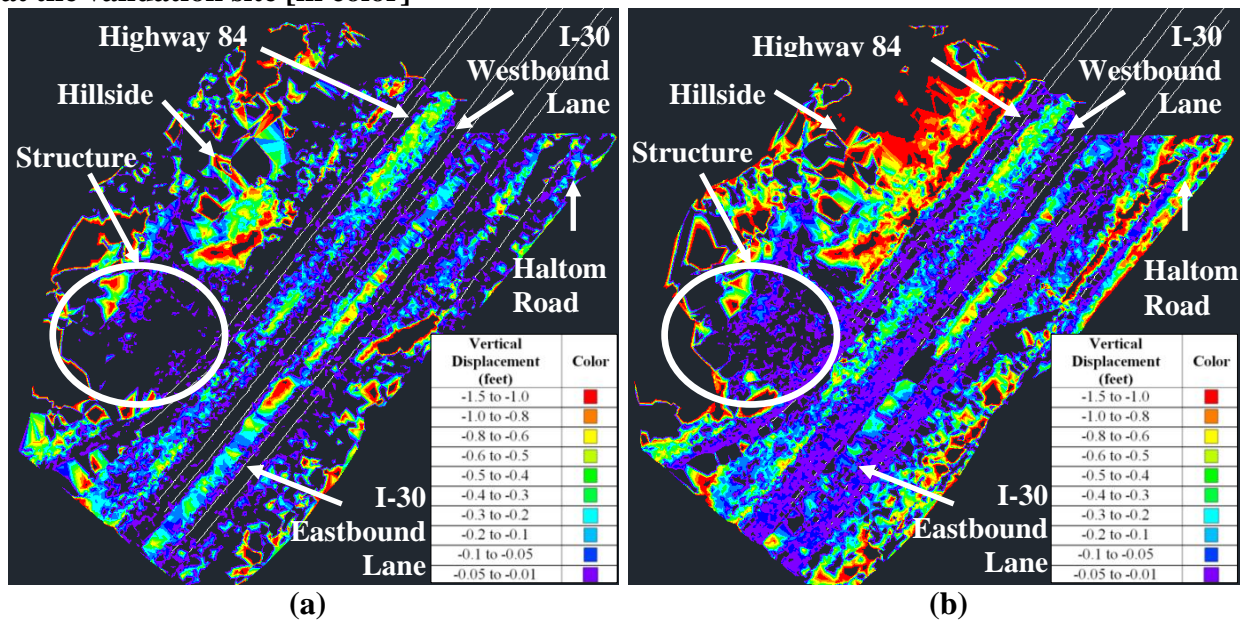 at the validation site [in color]
Highway 84
I-30
Westbound
Lane
Hillside
Structure
Haltom
Road
I-30
Eastbound
Lane
Vertical
Displacement
(feet)
Color
-1.5 to -1.0
-1.0 to -0.8
-0.8 to -0.6
-0.6 to -0.5
-0.5 to -0.4
-0.4 to -0.3
-0.3 to -0.2
-0.2 to -0.1
-0.1 to -0.05
-0.05 to -0.01
(a)
Highway 84
I-30
Westbound
Lane
Hillside
Structure
Haltom
Road
I-30
Eastbound
Lane
Vertical
Displacement
(feet)
Color
-1.5 to -1.0
-1.0 to -0.8
-0.8 to -0.6
-0.6 to -0.5
-0.5 to -0.4
-0.4 to -0.3
-0.3 to -0.2
-0.2 to -0.1
-0.1 to -0.05
-0.05 to -0.01
(b)